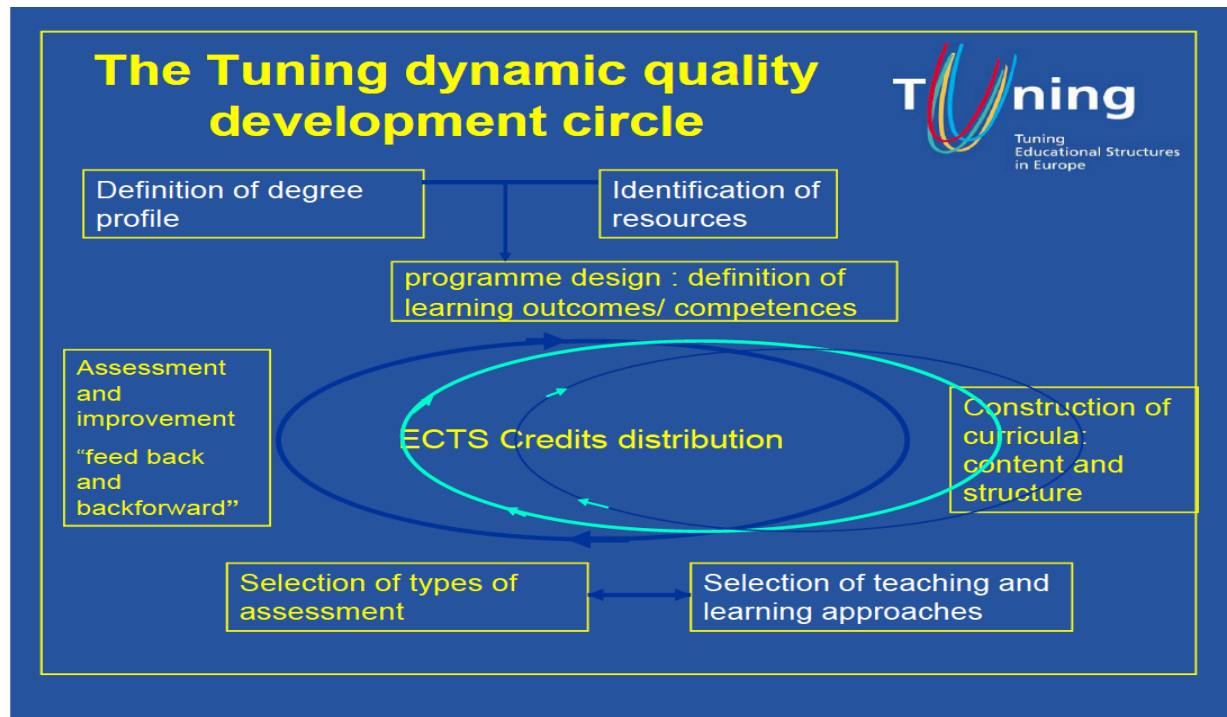 The Tuning dynamic quality
development circle
Tuning
Tuning
Educational Structures
in Europe
Definition of degree
profile
Identification of
resources
programme design : definition of
learning outcomes/ competences
Assessment
and
improvement
“feed back
and
backforward”
ECTS Credits distribution
Construction of
curricula:
content and
structure
Selection of types of
assessment
Selection of teaching and
learning approaches